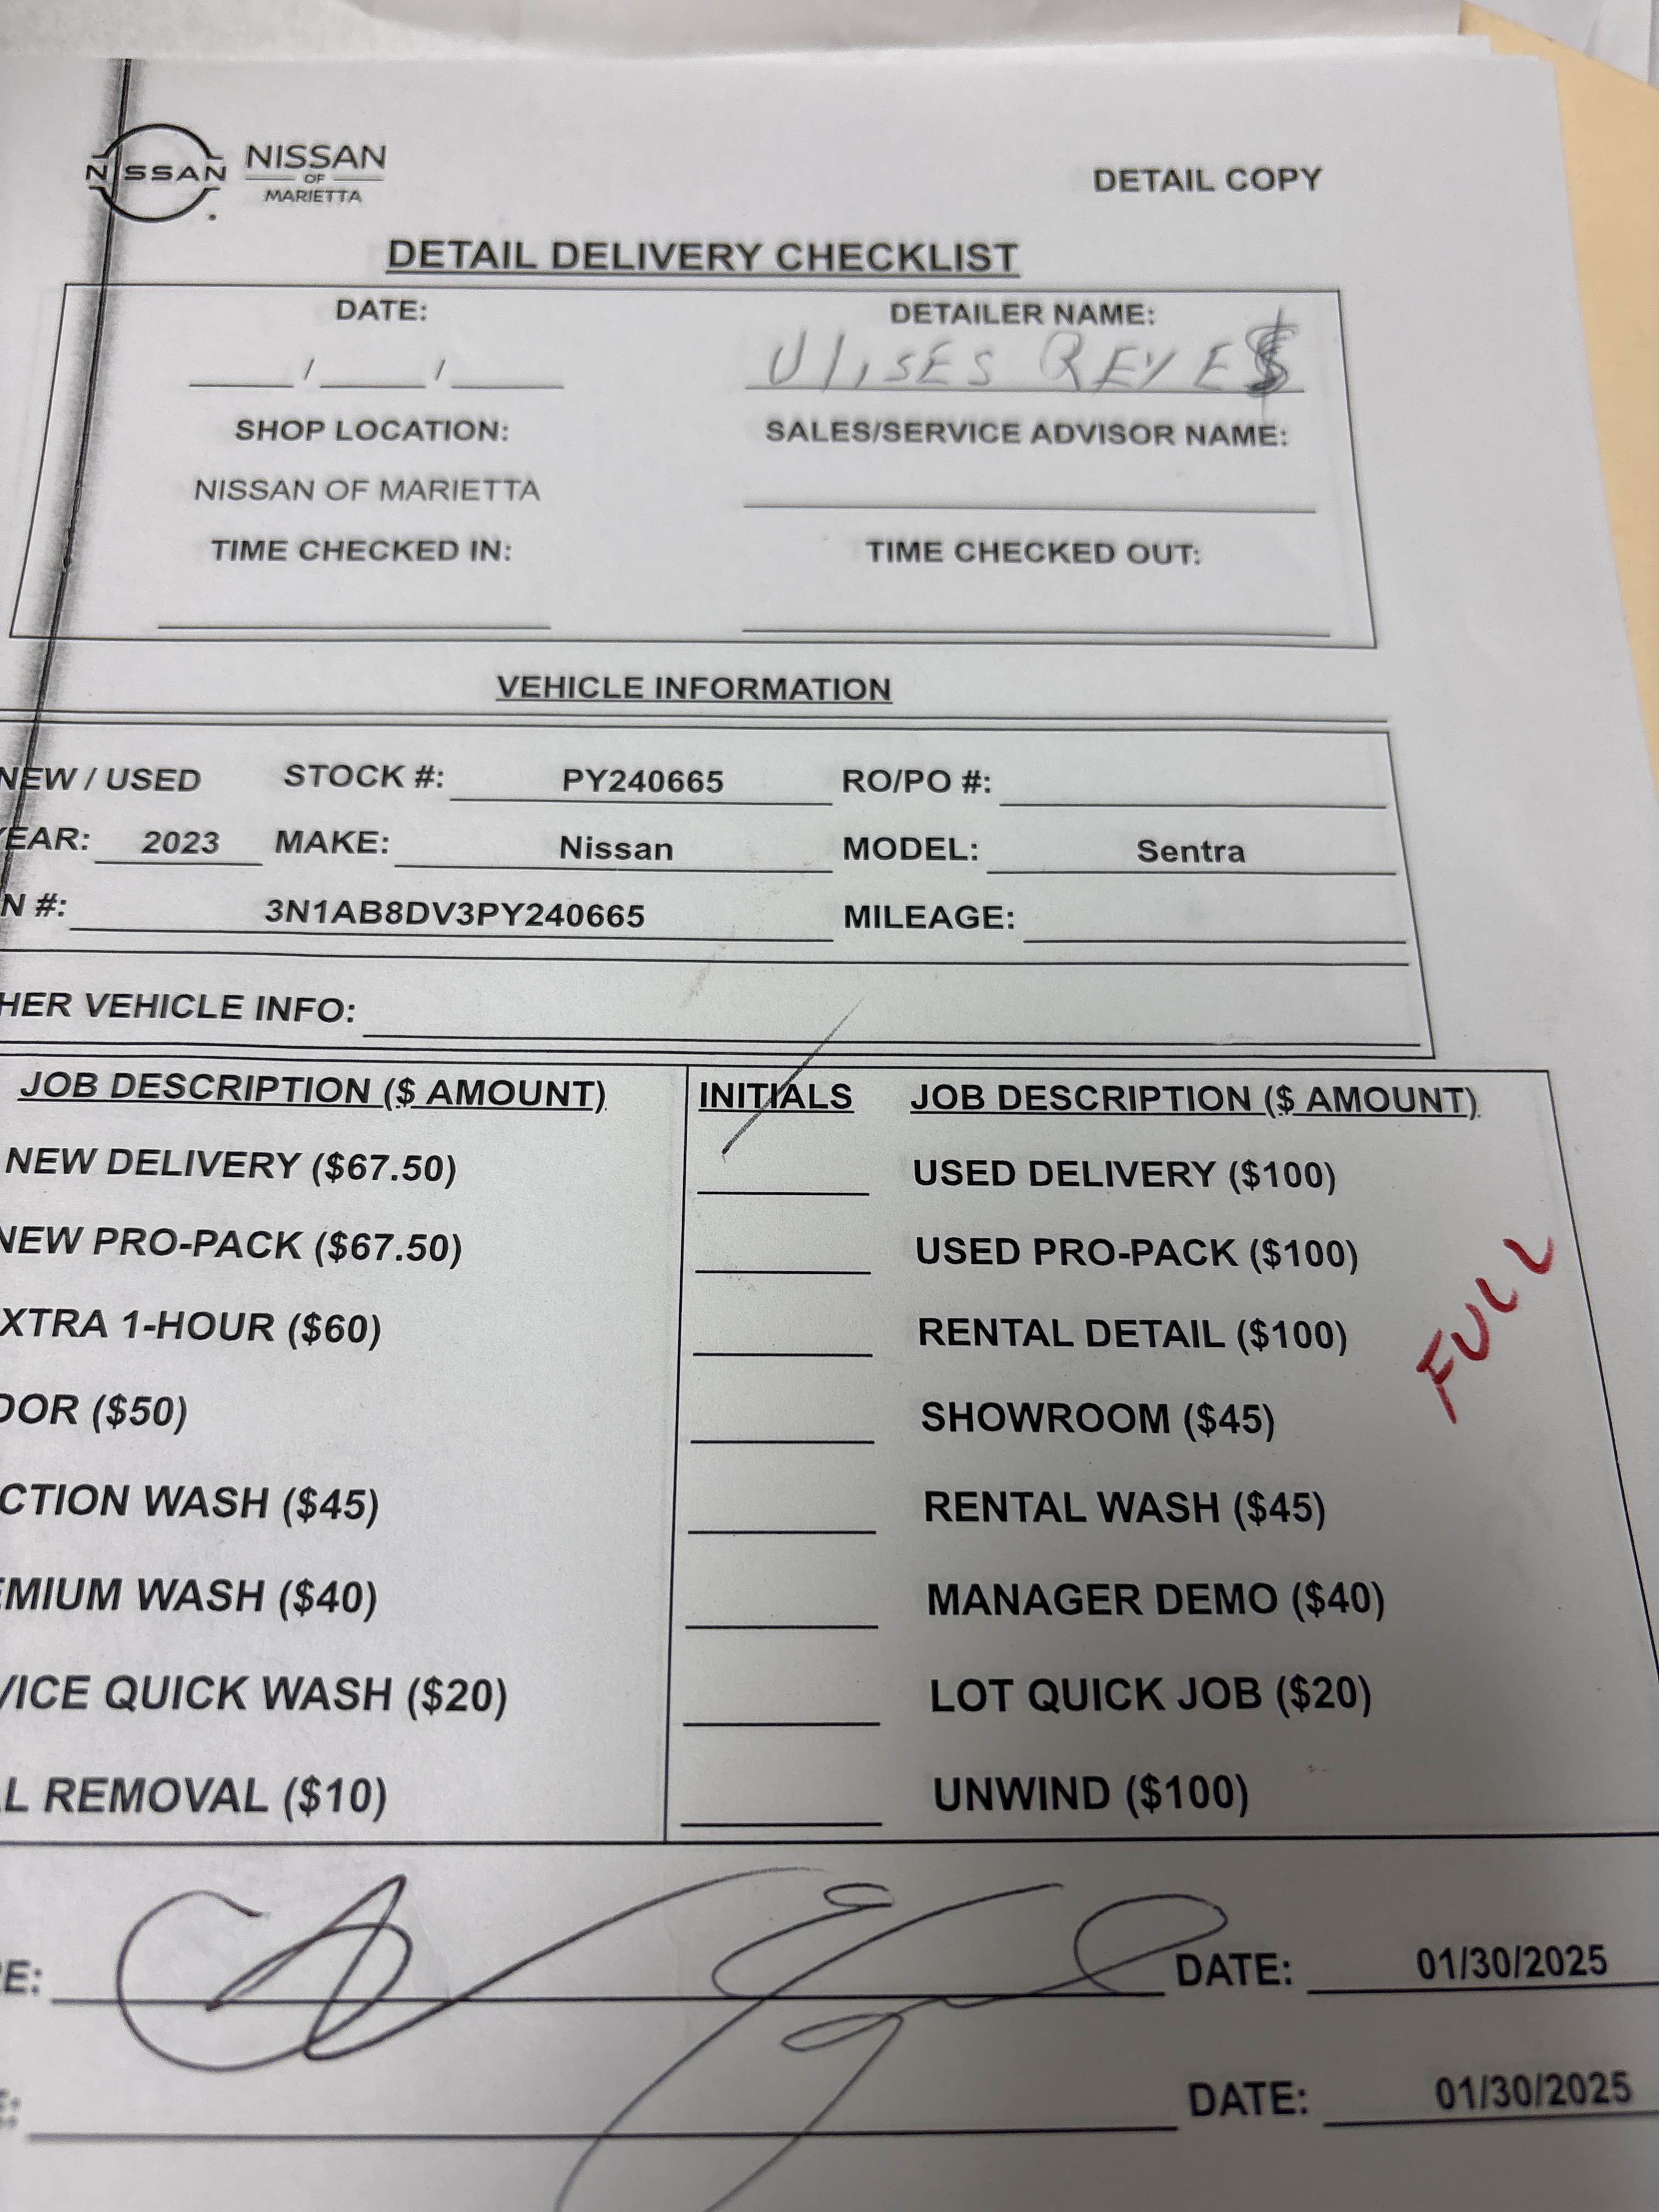 NISSAN NISSAN
OF
MARIETTA
DETAIL COPY
DETAIL DELIVERY CHECKLIST
DATE: DETAILER NAME:
/ / Ulises REYES
SHOP LOCATION: SALES/SERVICE ADVISOR NAME:
NISSAN OF MARIETTA
TIME CHECKED IN: TIME CHECKED OUT:
VEHICLE INFORMATION
NEW / USED STOCK #: PY240665 RO/PO #:
EAR: 2023 MAKE: Nissan MODEL: Sentra
N #: 3N1AB8DV3PY240665 MILEAGE:
HER VEHICLE INFO:
JOB DESCRIPTION ($ AMOUNT) INITIALS JOB DESCRIPTION ($ AMOUNT)
NEW DELIVERY ($67.50) USED DELIVERY ($100)
NEW PRO-PACK ($67.50) USED PRO-PACK ($100)
XTRA 1-HOUR ($60) RENTAL DETAIL ($100) FULL
OOR ($50) SHOWROOM ($45)
CTION WASH ($45) RENTAL WASH ($45)
EMIUM WASH ($40) MANAGER DEMO ($40)
VICE QUICK WASH ($20) LOT QUICK JOB ($20)
L REMOVAL ($10) UNWIND ($100)
E: DATE: 01/30/2025
E: DATE: 01/30/2025